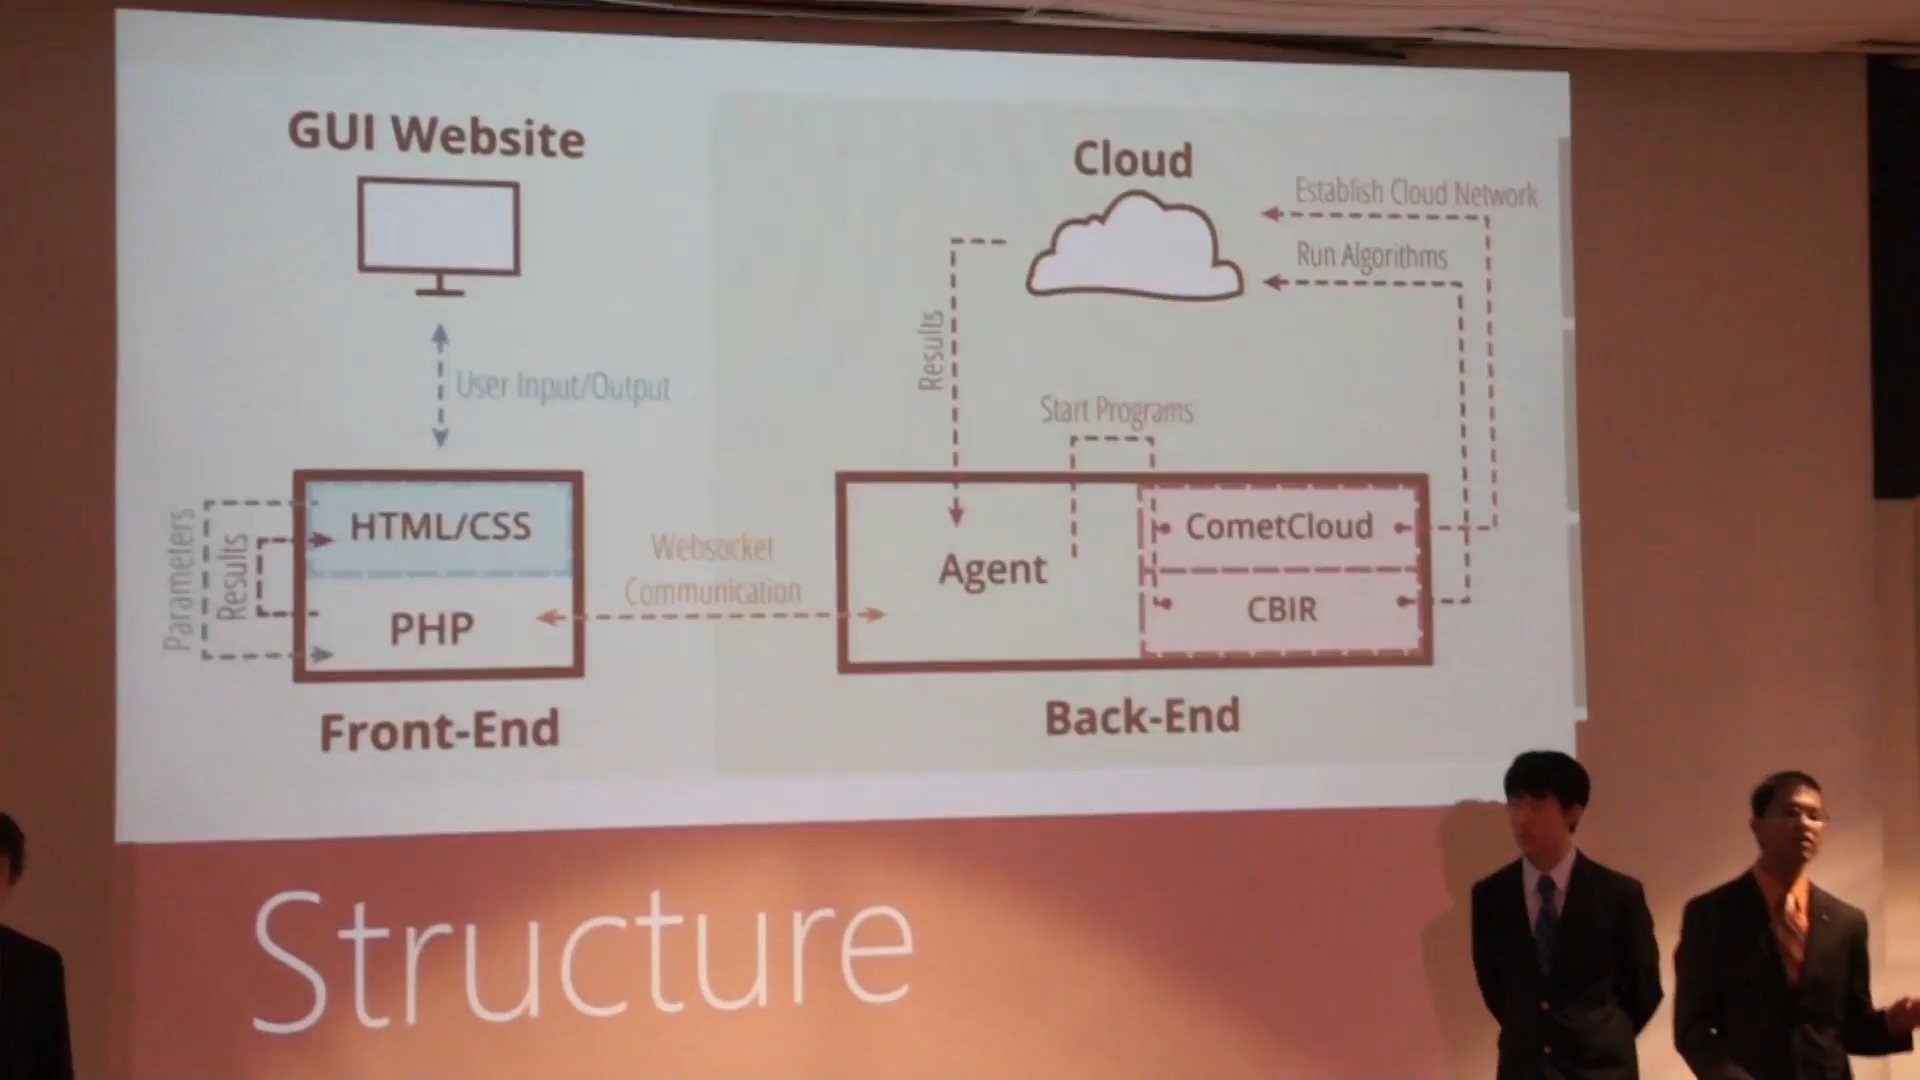 GUI Website
User Input/Output
HTML/CSS
PHP
Parameters
Results
Front-End
Websocket
Communication
Cloud
Establish Cloud Network
Run Algorithms
Results
Start Programs
Agent
CometCloud
CBIR
Back-End
Structure